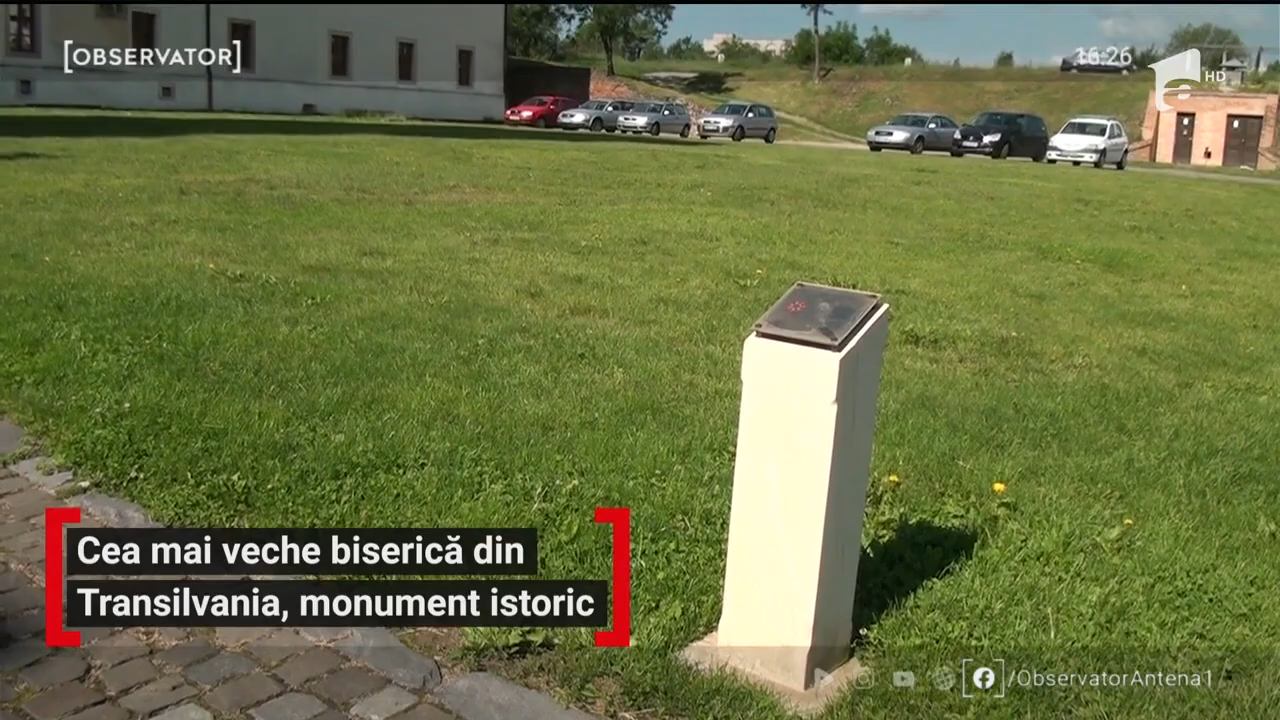 [OBSERVATOR]
16:26
HD
Cea mai veche biserică din
Transilvania, monument istoric
/ObservatorAntena1